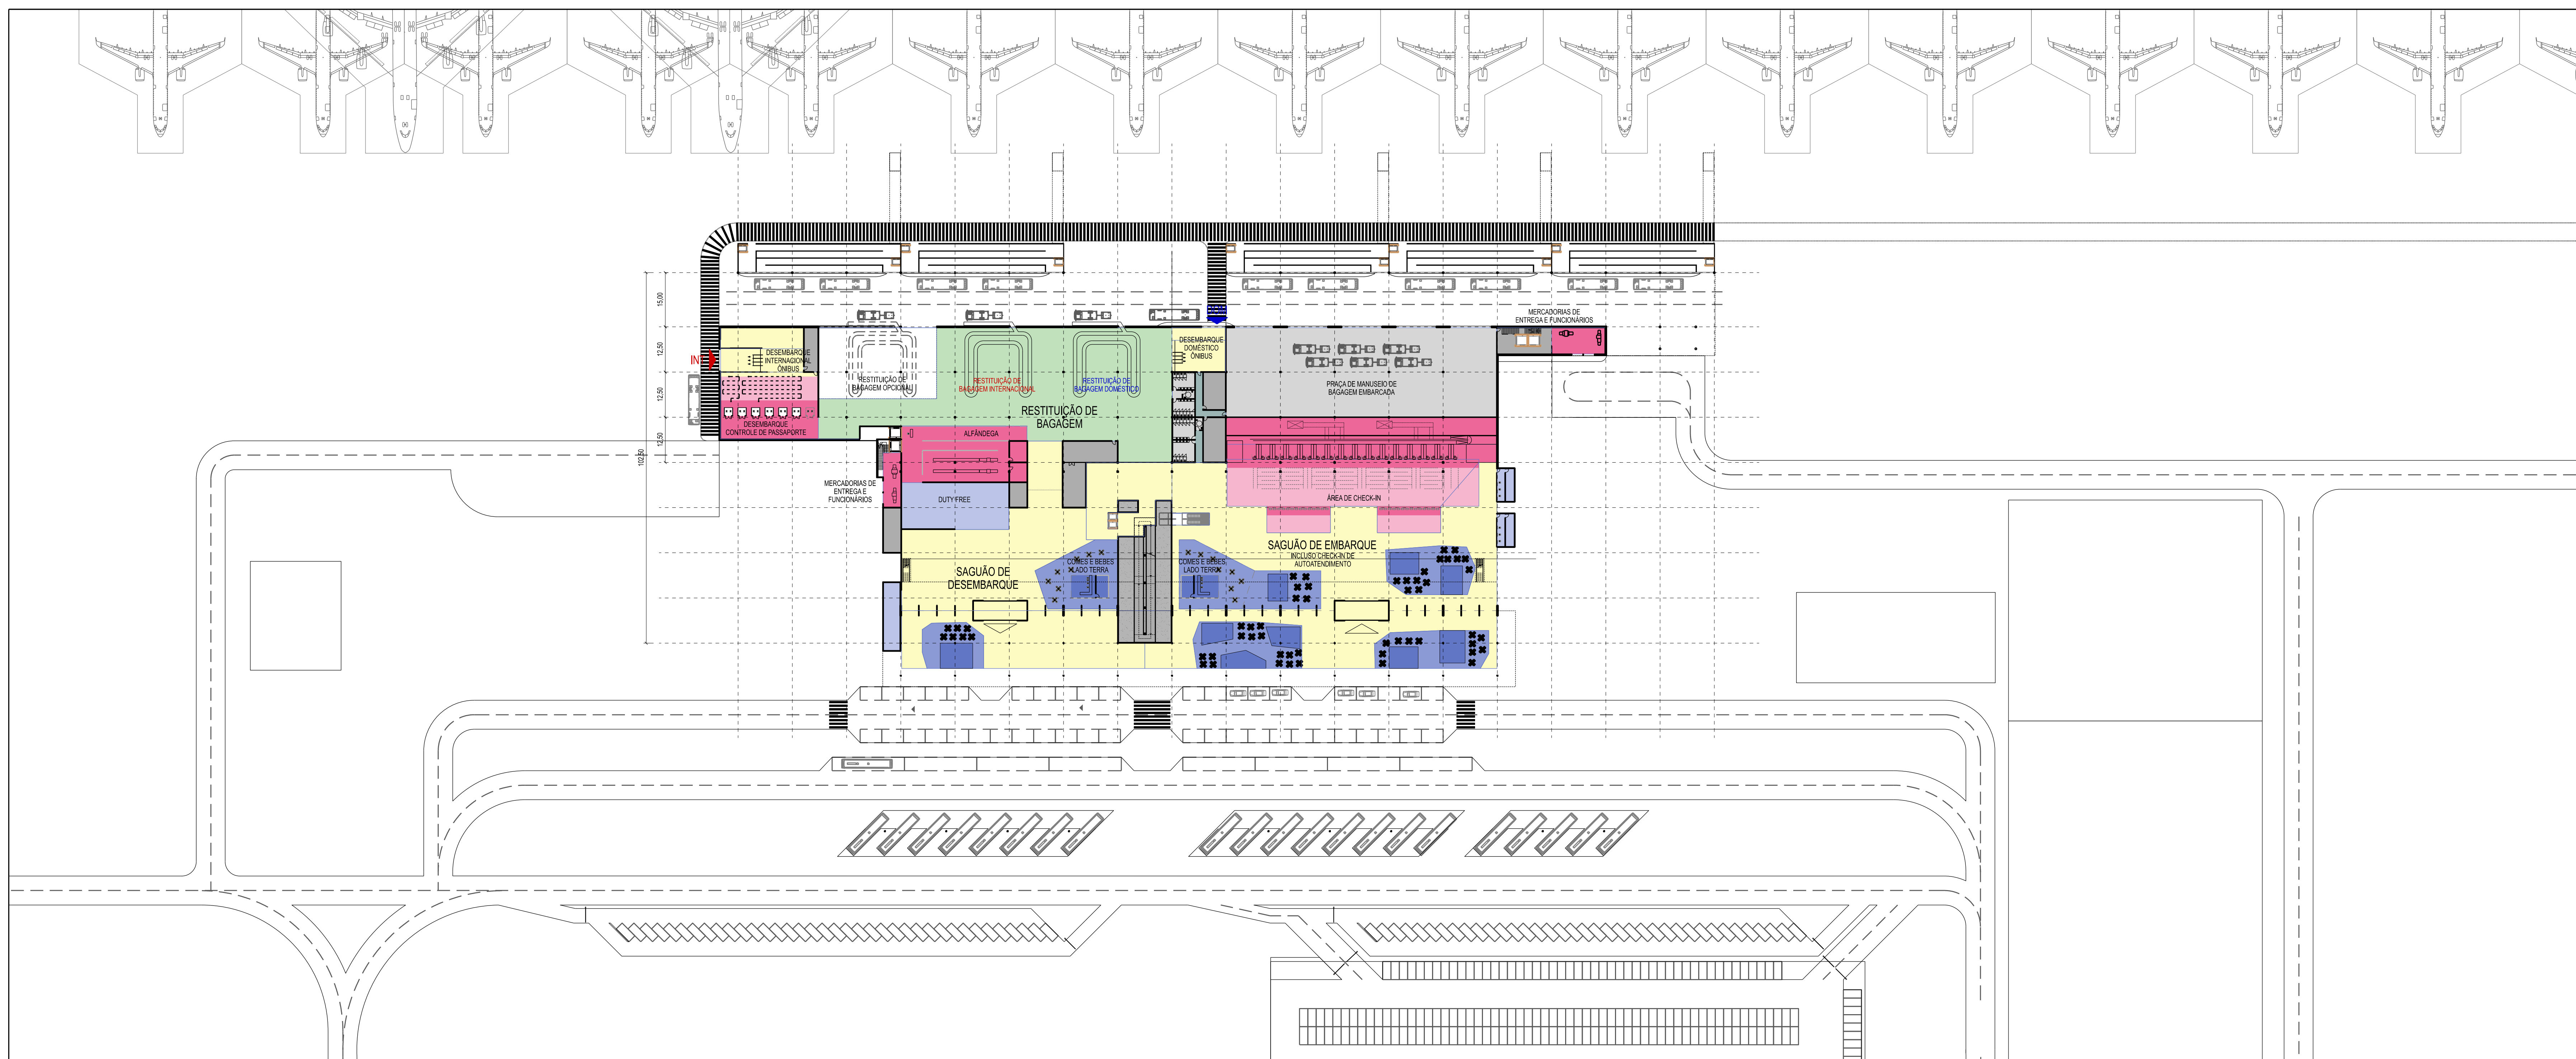 15,00
12,50
12,50
12,50
102,50
INT
DESEMBARQUE
INTERNACIONAL
ÔNIBUS
DESEMBARQUE
CONTROLE DE PASSAPORTE
RESTITUIÇÃO DE
BAGAGEM OPCIONAL
RESTITUIÇÃO DE
BAGAGEM INTERNACIONAL
RESTITUIÇÃO DE
BAGAGEM DOMÉSTICO
RESTITUIÇÃO DE
BAGAGEM
DESEMBARQUE
DOMÉSTICO
ÔNIBUS
PRAÇA DE MANUSEIO DE
BAGAGEM EMBARCADA
MERCADORIAS DE
ENTREGA E FUNCIONÁRIOS
ALFÂNDEGA
MERCADORIAS DE
ENTREGA E
FUNCIONÁRIOS
DUTY FREE
ÁREA DE CHECK-IN
SAGUÃO DE EMBARQUE
INCLUSO CHECK-IN DE
AUTOATENDIMENTO
SAGUÃO DE
DESEMBARQUE
COMES E BEBES
LADO TERRA
COMES E BEBES
LADO TERRA